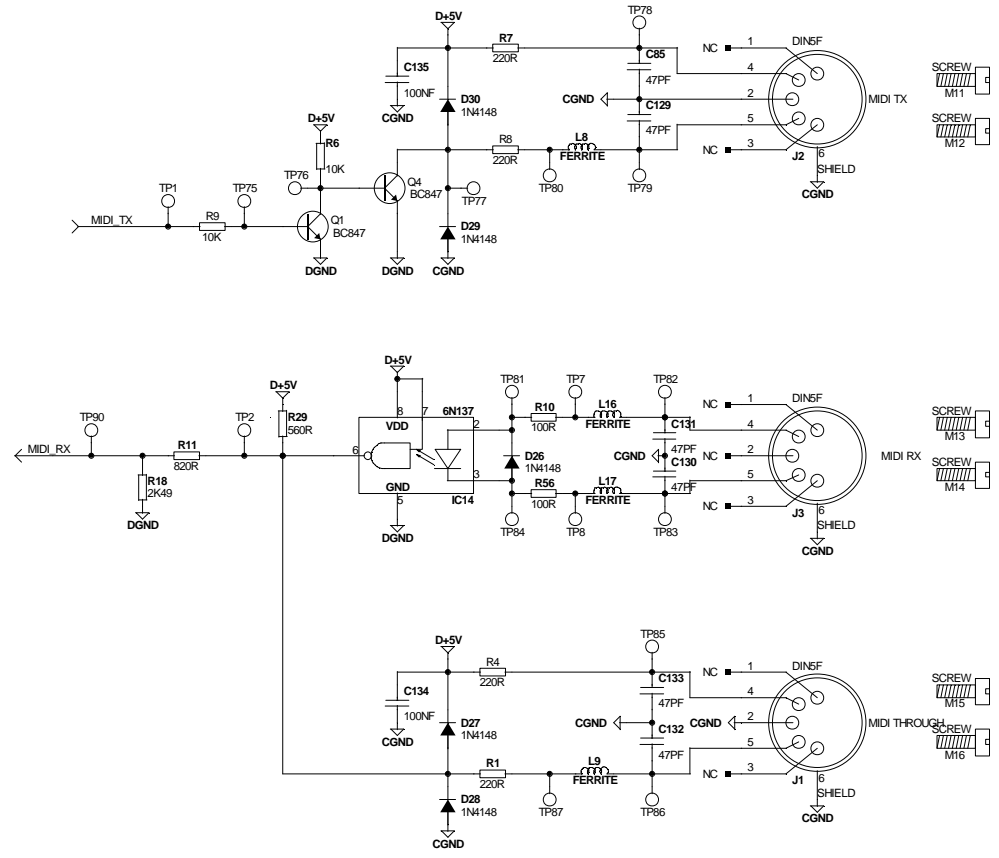 TP78
D+5V
R7
220R
NC
1
DIN5F
C135
100NF
CGND
C85
47PF
4
SCREW
M11
D30
1N4148
CGND
C129
47PF
2
MIDI TX
D+5V
R6
10K
R8
220R
L8
FERRITE
5
SCREW
M12
TP76
Q4
BC847
TP77
TP80
TP79
NC
3
J2
6
SHIELD
CGND
TP1
TP75
MIDI_TX
R9
10K
Q1
BC847
D29
1N4148
DGND
DGND
CGND
D+5V
TP81
TP7
TP82
NC
1
DIN5F
D+5V
8
7
6N137
VDD
2
R10
100R
L16
FERRITE
C131
47PF
4
SCREW
M13
TP90
TP2
R29
560R
MIDI_RX
R11
820R
6
D26
1N4148
CGND
C130
47PF
NC
2
MIDI RX
R18
2K49
GND
3
R56
100R
L17
FERRITE
5
SCREW
M14
5
IC14
DGND
DGND
TP84
TP8
TP83
NC
3
J3
6
SHIELD
CGND
TP85
D+5V
R4
220R
NC
1
DIN5F
C134
100NF
CGND
C133
47PF
4
SCREW
M15
D27
1N4148
CGND
C132
47PF
CGND
2
MIDI THROUGH
R1
220R
L9
FERRITE
5
SCREW
M16
D28
1N4148
TP87
TP86
NC
3
J1
6
SHIELD
CGND
CGND